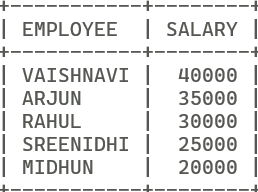 +-----------+--------+
| EMPLOYEE  | SALARY |
+-----------+--------+
| VAISHNAVI |  40000 |
| ARJUN     |  35000 |
| RAHUL     |  30000 |
| SREENIDHI |  25000 |
| MIDHUN    |  20000 |
+-----------+--------+